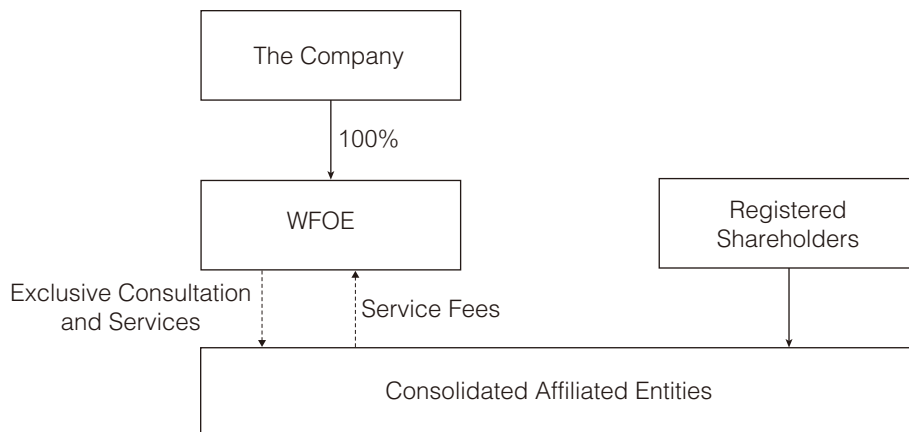 The Company
100%
WFOE
Registered
Shareholders
Exclusive Consultation
and Services
Service Fees
Consolidated Affiliated Entities